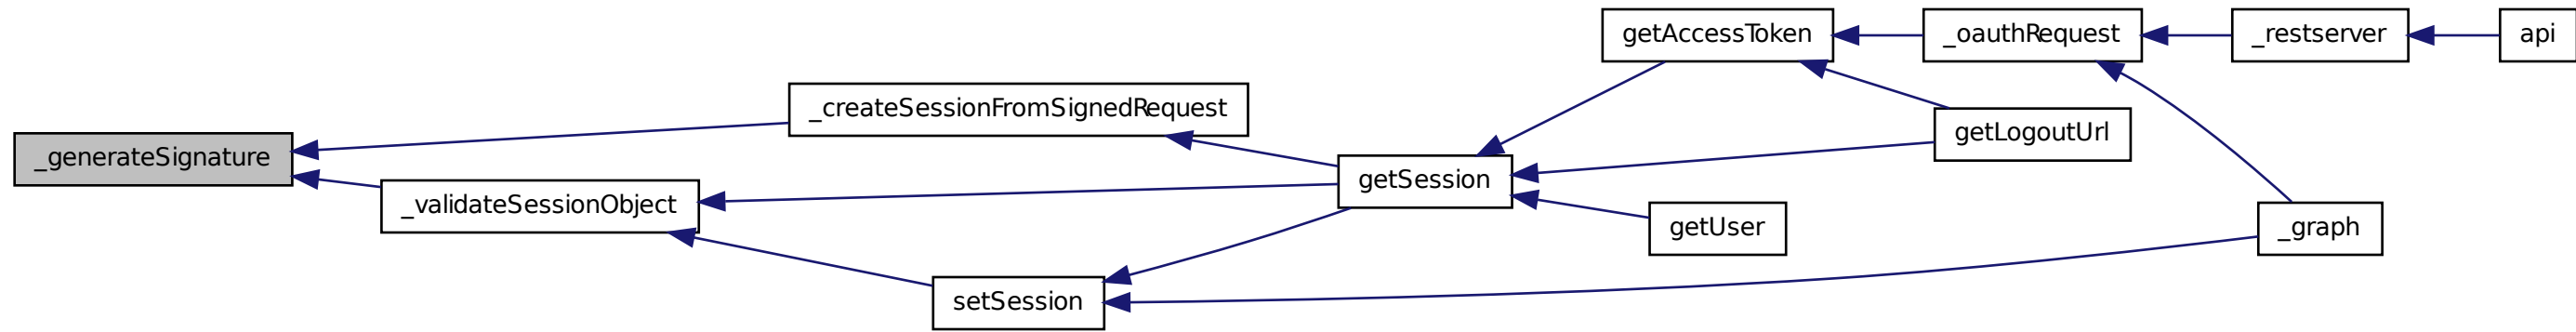 getAccessToken
_oauthRequest
_restserver
api
_createSessionFromSignedRequest
getLogoutUrl
_generateSignature
getSession
_validateSessionObject
getUser
_graph
setSession